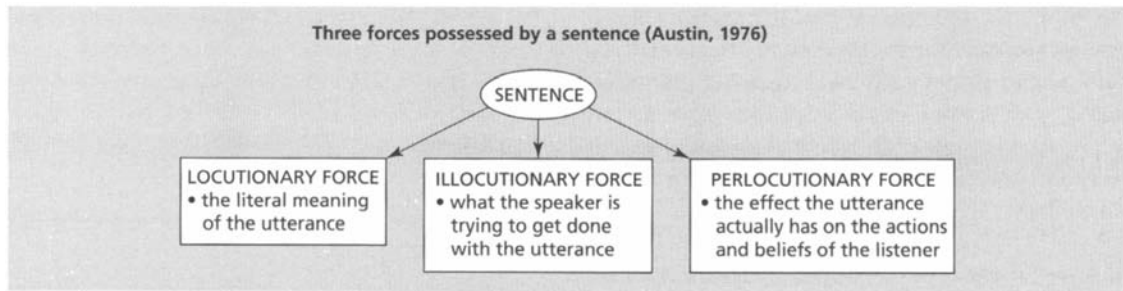 Three forces possessed by a sentence (Austin, 1976)
SENTENCE
LOCUTIONARY FORCE
• the literal meaning
of the utterance
ILLOCUTIONARY FORCE
• what the speaker is
trying to get done
with the utterance
PERLOCUTIONARY FORCE
• the effect the utterance
actually has on the actions
and beliefs of the listener